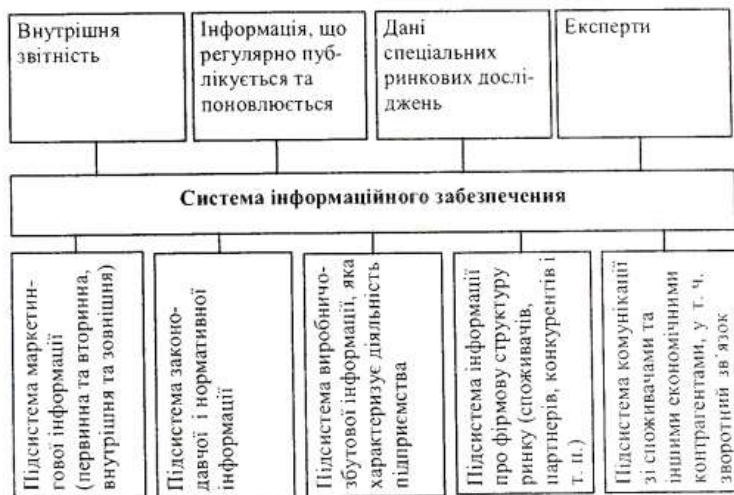 Внутрішня
звітність
Інформація, що
регулярно пуб-
лікується та
поновлюється
Дані
спеціальних
ринкових дослі-
джень
Експерти
Система інформаційного забезпечення
Підсистема маркетин-
гової інформації
(первинна та вторинна,
внутрішня та зовнішня)
Підсистема законо-
давчої і нормативної
інформації
Підсистема виробничо-
збутової інформації, яка
характеризує діяльність
підприємства
Підсистема інформації
про фірмову структуру
ринку (споживачів,
партнерів, конкурентів і
т. п.)
Підсистема комунікації
зі споживачами та
іншими економічними
контрагентами, у т. ч.
зворотний зв'язок